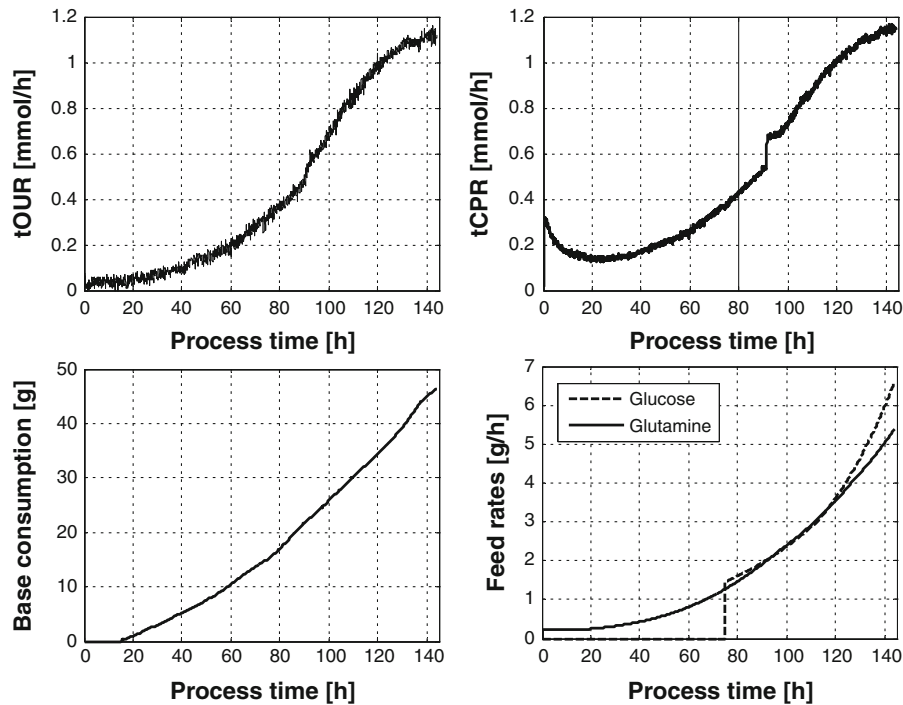 1.2
1
0.8
0.6
0.4
0.2
0
tOUR [mmol/h]
0 20 40 60 80 100 120 140
Process time [h]
1.2
1
0.8
0.6
0.4
0.2
0
tCPR [mmol/h]
0 20 40 60 80 100 120 140
Process time [h]
50
40
30
20
10
0
Base consumption [g]
0 20 40 60 80 100 120 140
Process time [h]
7
6
5
4
3
2
1
0
Feed rates [g/h]
Glucose
Glutamine
0 20 40 60 80 100 120 140
Process time [h]